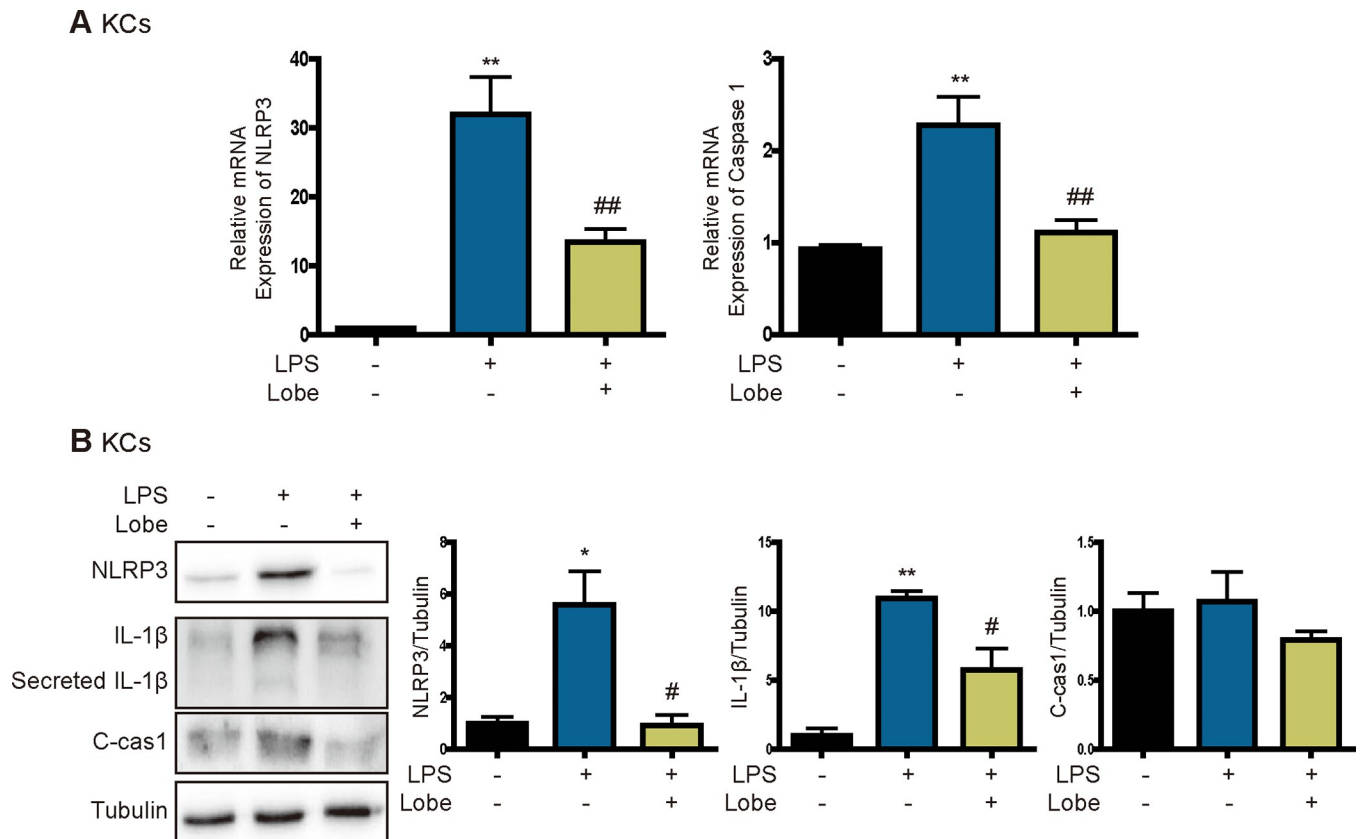 A KCs
Relative mRNA
Expression of NLRP3
40
30
20
10
0
**
##
LPS - + +
Lobe - - +
Relative mRNA
Expression of Caspase 1
3
2
1
0
**
##
LPS - + +
Lobe - - +
B KCs
LPS - + +
Lobe - - +
NLRP3
IL-1β
Secreted IL-1β
C-cas1
Tubulin
NLRP3/Tubulin
8
6
4
2
0
*
#
LPS - + +
Lobe - - +
IL-1β/Tubulin
15
10
5
0
**
#
LPS - + +
Lobe - - +
C-cas1/Tubulin
1.5
1.0
0.5
0.0
LPS - + +
Lobe - - +